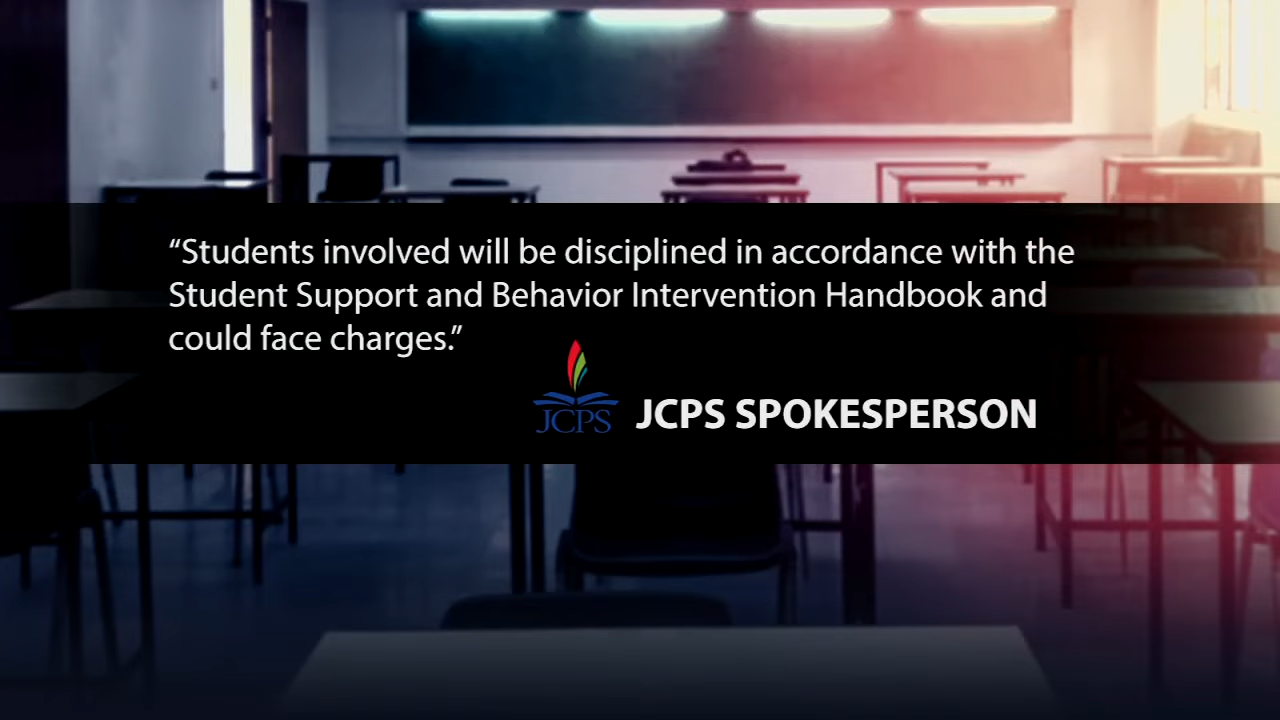 “Students involved will be disciplined in accordance with the
Student Support and Behavior Intervention Handbook and
could face charges.”
JCPS JCPS SPOKESPERSON